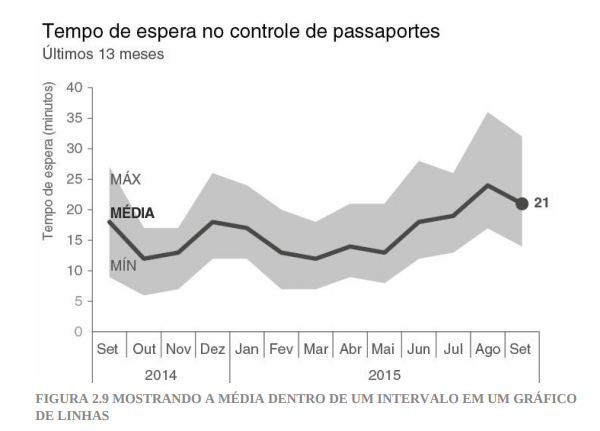 Tempo de espera no controle de passaportes
Últimos 13 meses
Tempo de espera (minutos)
40
35
30
25
20
15
10
5
0
MÁX
MÉDIA
MÍN
21
Set Out Nov Dez Jan Fev Mar Abr Mai Jun Jul Ago Set
2014 2015
FIGURA 2.9 MOSTRANDO A MÉDIA DENTRO DE UM INTERVALO EM UM GRÁFICO
DE LINHAS